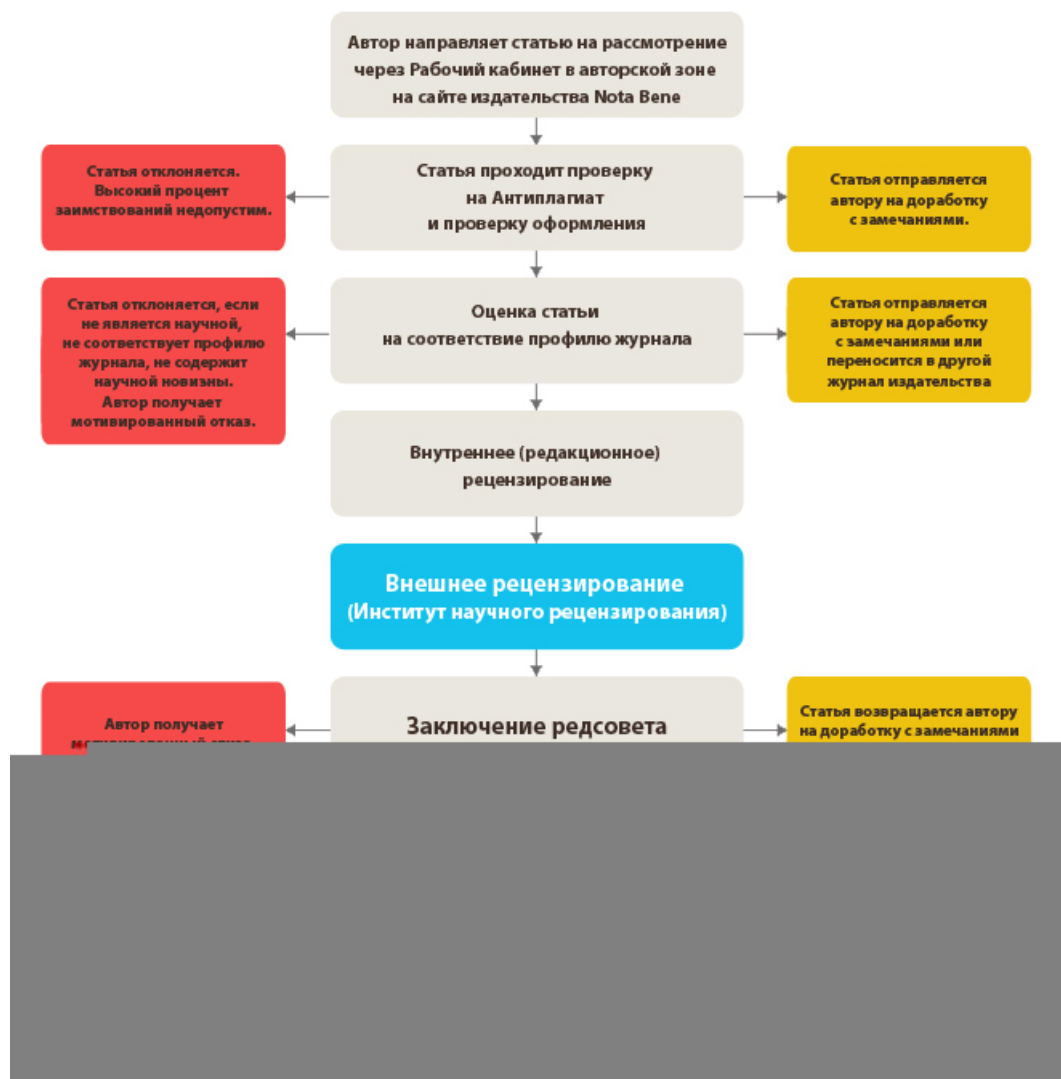 Автор направляет статью на рассмотрение
через Рабочий кабинет в авторской зоне
на сайте издательства Nota Bene
Статья отклоняется.
Высокий процент
заимствований недопустим.
Статья проходит проверку
на Антиплагиат
и проверку оформления
Статья отправляется
автору на доработку
с замечаниями.
Статья отклоняется, если
не является научной,
не соответствует профилю
журнала, не содержит
научной новизны.
Автор получает
мотивированный отказ.
Оценка статьи
на соответствие профилю журнала
Статья отправляется
автору на доработку
с замечаниями или
переносится в другой
журнал издательства
Внутреннее (редакционное)
рецензирование
Внешнее рецензирование
(Институт научного рецензирования)
Автор получает
Заключение редсовета
Статья возвращается автору
на доработку с замечаниями